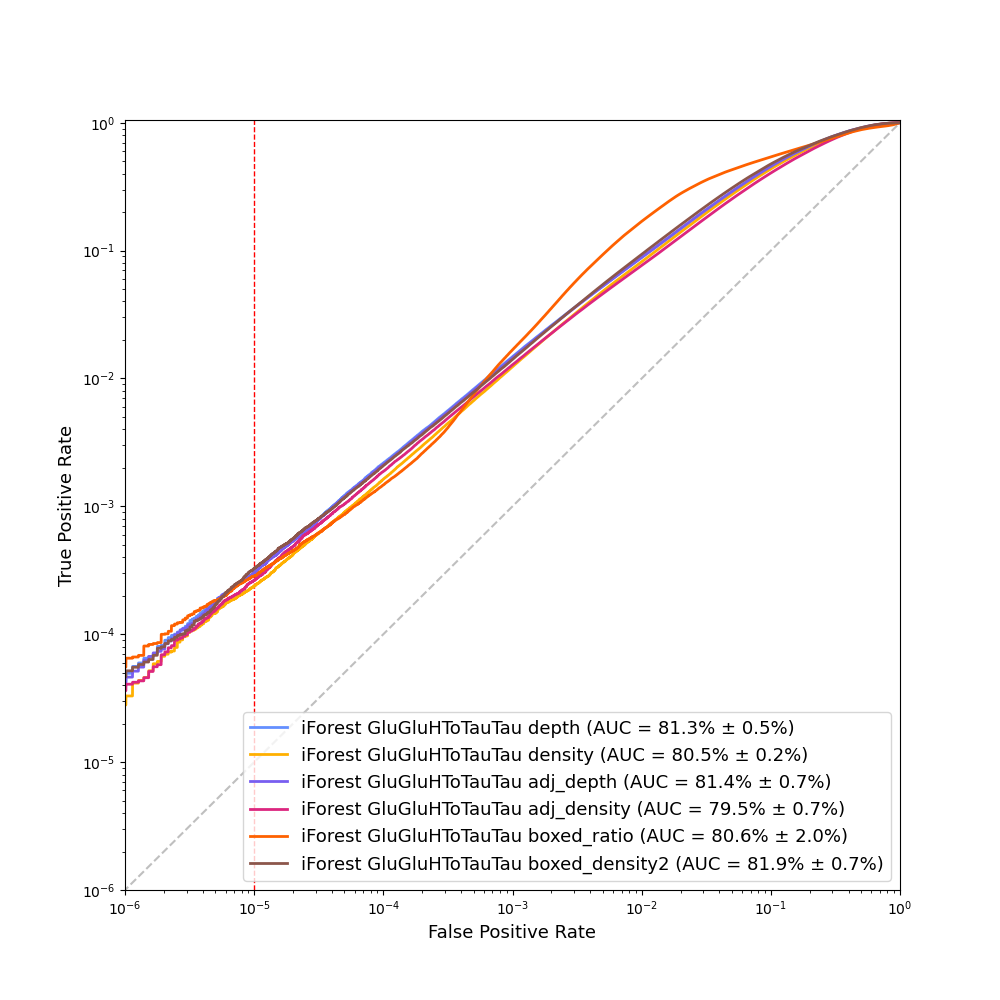 10⁰
10⁻¹
10⁻²
10⁻³
10⁻⁴
10⁻⁵
10⁻⁶
True Positive Rate
iForest GluGluHToTauTau depth (AUC = 81.3% ± 0.5%)
iForest GluGluHToTauTau density (AUC = 80.5% ± 0.2%)
iForest GluGluHToTauTau adj_depth (AUC = 81.4% ± 0.7%)
iForest GluGluHToTauTau adj_density (AUC = 79.5% ± 0.7%)
iForest GluGluHToTauTau boxed_ratio (AUC = 80.6% ± 2.0%)
iForest GluGluHToTauTau boxed_density2 (AUC = 81.9% ± 0.7%)
10⁻⁶ 10⁻⁵ 10⁻⁴ 10⁻³ 10⁻² 10⁻¹ 10⁰
False Positive Rate